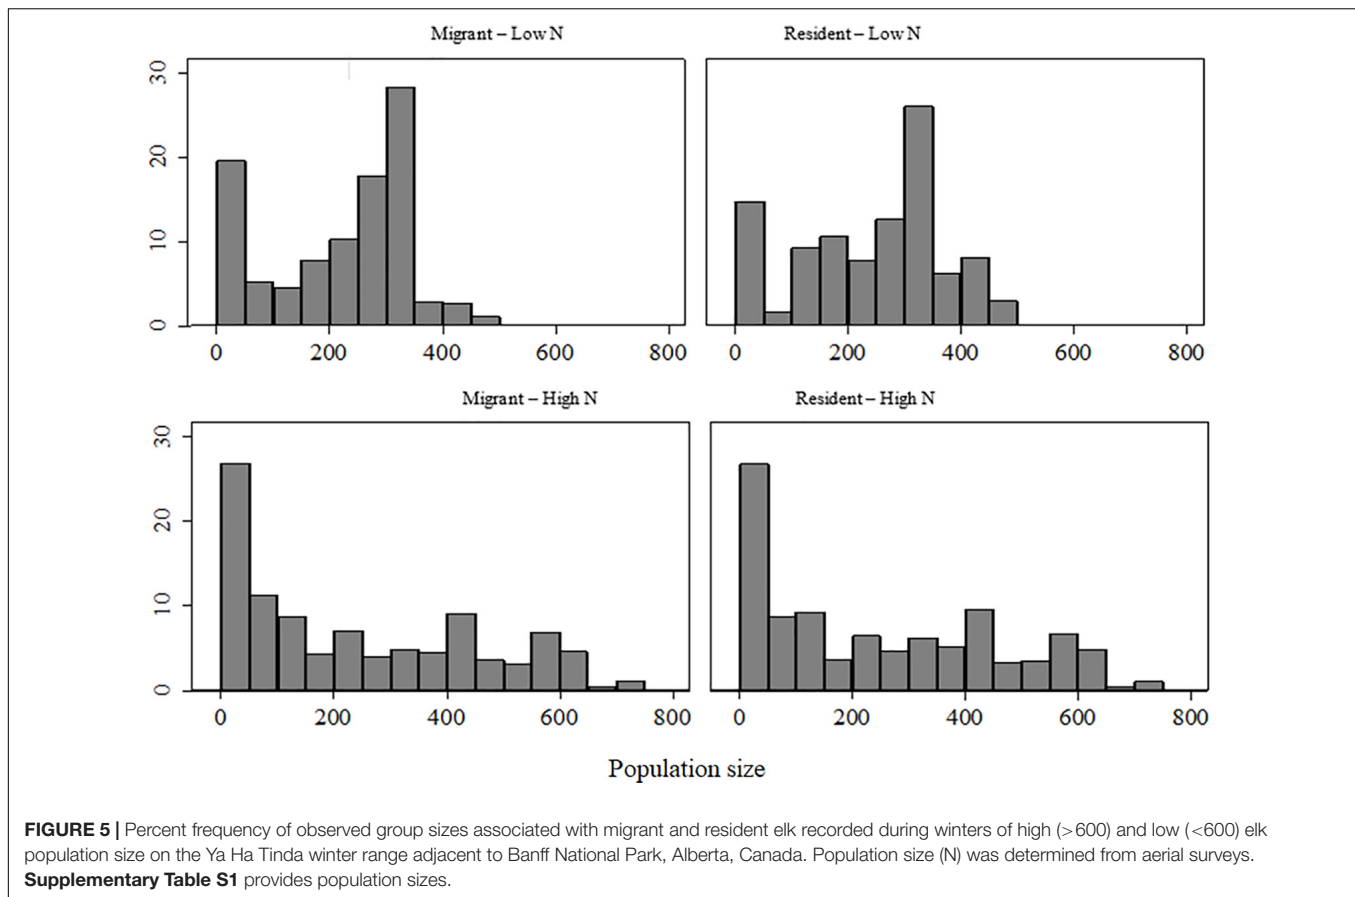 Migrant – Low N
Resident – Low N
30
20
10
0
0 200 400 600 800
0 200 400 600 800
Migrant – High N
Resident – High N
30
20
10
0
0 200 400 600 800
0 200 400 600 800
Population size
FIGURE 5 | Percent frequency of observed group sizes associated with migrant and resident elk recorded during winters of high (>600) and low (<600) elk
population size on the Ya Ha Tinda winter range adjacent to Banff National Park, Alberta, Canada. Population size (N) was determined from aerial surveys.
Supplementary Table S1 provides population sizes.